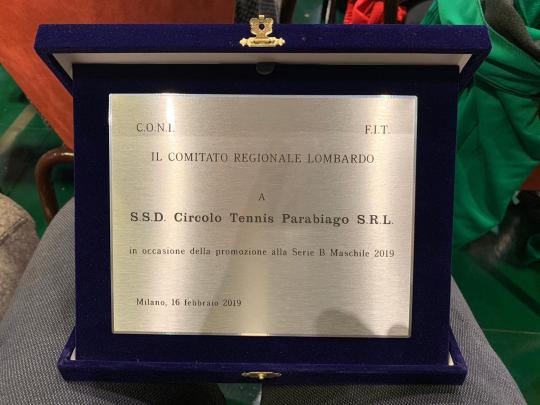 C.O.N.I. F.I.T.
IL COMITATO REGIONALE LOMBARDO
A
S.S.D. Circolo Tennis Parabiago S.R.L.
in occasione della promozione alla Serie B Maschile 2019
Milano, 16 febbraio 2019